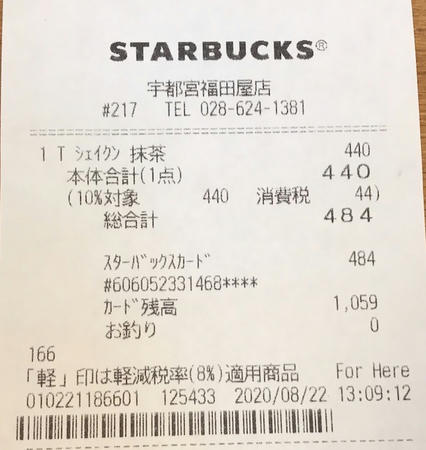 STARBUCKS®
宇都宮福田屋店
#217 TEL 028-624-1381
1 T ｼｪイクン 抹茶 440
本体合計(1点) 440
(10%対象 440 消費税 44)
総合計 484
ｽﾀｰﾊﾞｯｸｽｶｰﾄﾞ 484
#606052331468****
ｶｰﾄﾞ残高 1,059
お釣り 0
166
「軽」印は軽減税率(8%)適用商品 For Here
010221186601 125433 2020/08/22 13:09:12